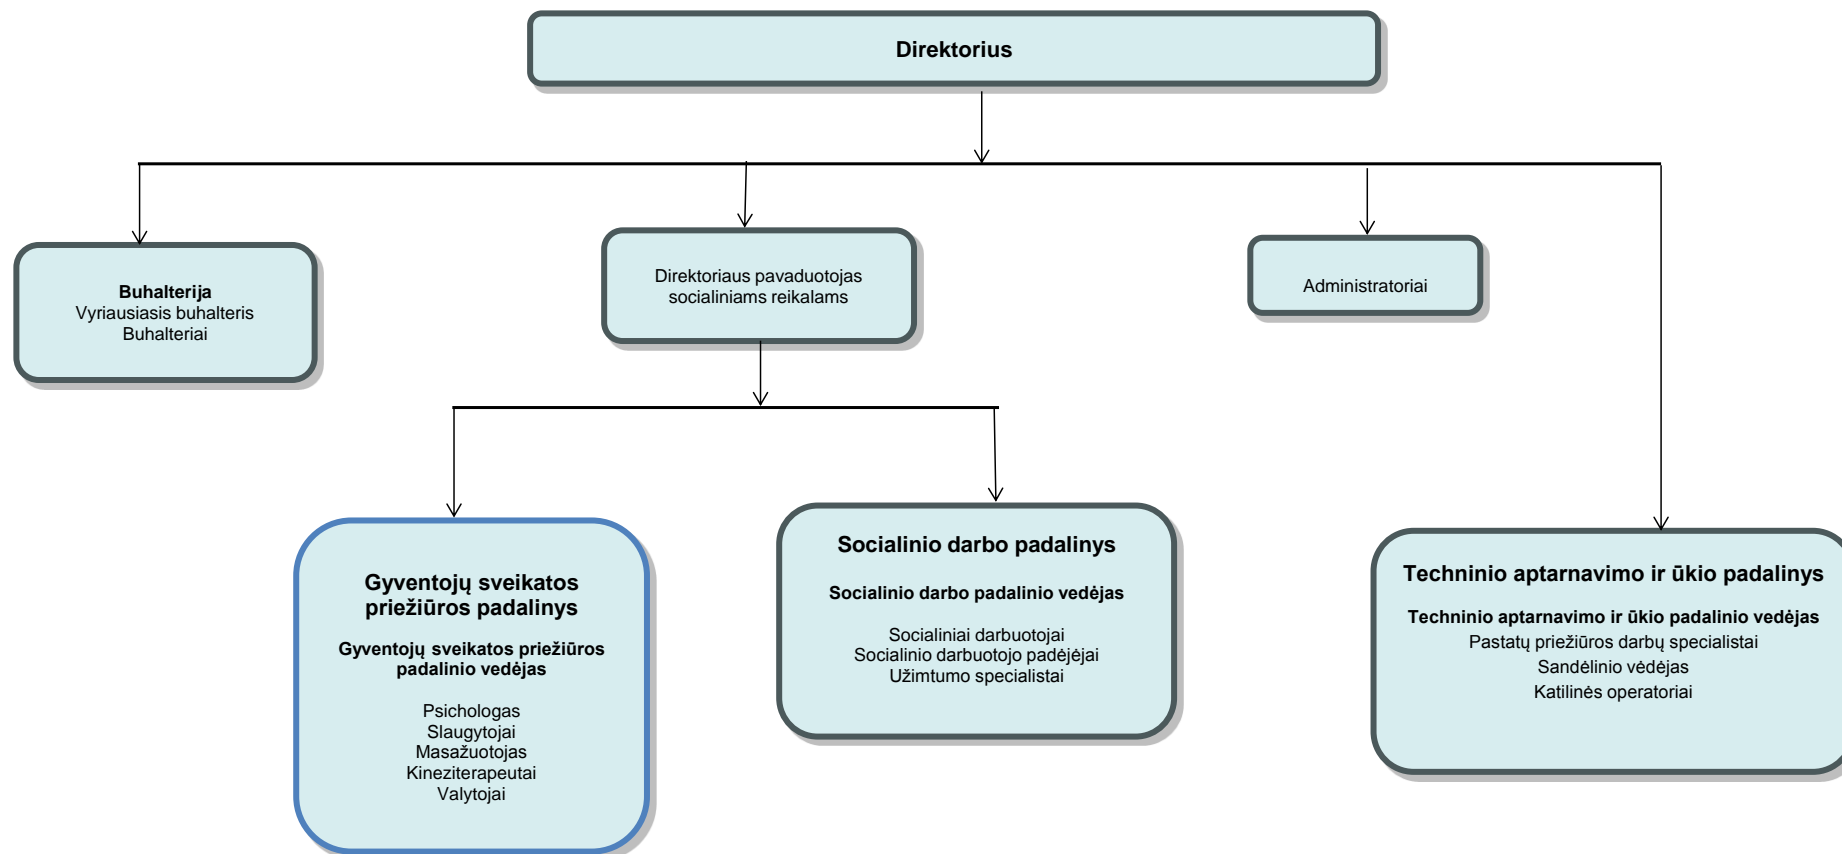 Direktorius
Buhalterija
Vyriausiasis buhalteris
Buhalteriai
Direktoriaus pavaduotojas
socialiniams reikalams
Administratoriai
Gyventojų sveikatos
priežiūros padalinys
Gyventojų sveikatos priežiūros
padalinio vedėjas
Psichologas
Slaugytojai
Masažuotojas
Kineziterapeutai
Valytojai
Socialinio darbo padalinys
Socialinio darbo padalinio vedėjas
Socialiniai darbuotojai
Socialinio darbuotojo padėjėjai
Užimtumo specialistai
Techninio aptarnavimo ir ūkio padalinys
Techninio aptarnavimo ir ūkio padalinio vedėjas
Pastatų priežiūros darbų specialistai
Sandėlinio vėdėjas
Katilinės operatoriai